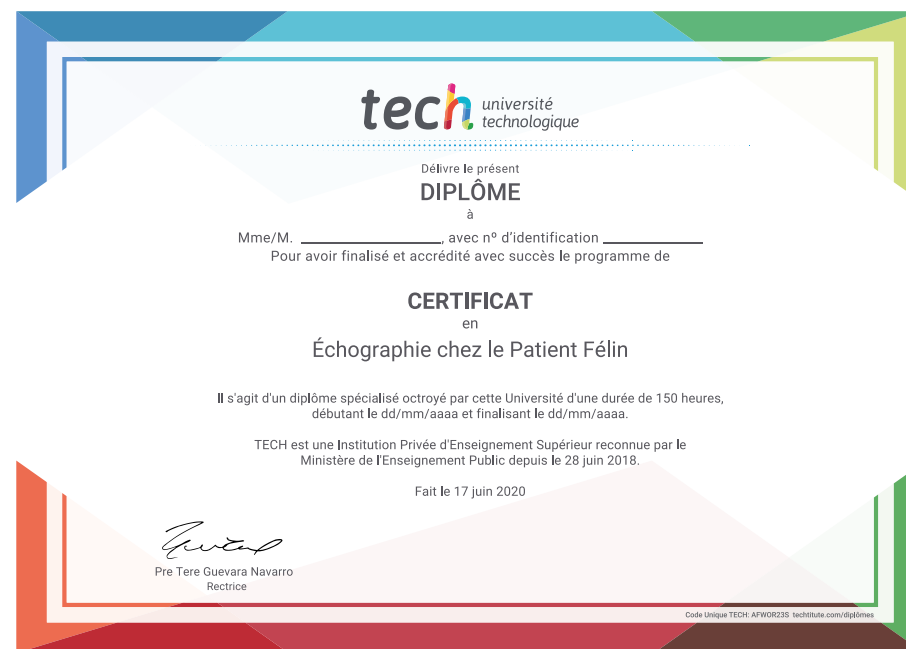 tech université
technologique
Délivre le présent
DIPLÔME
à
Mme/M. ____________________, avec nº d'identification ______________
Pour avoir finalisé et accrédité avec succès le programme de
CERTIFICAT
en
Échographie chez le Patient Félin
Il s'agit d'un diplôme spécialisé octroyé par cette Université d'une durée de 150 heures,
débutant le dd/mm/aaaa et finalisant le dd/mm/aaaa.
TECH est une Institution Privée d'Enseignement Supérieur reconnue par le
Ministère de l'Enseignement Public depuis le 28 juin 2018.
Fait le 17 juin 2020
Pre Tere Guevara Navarro
Rectrice
Code Unique TECH: AFWOR23S techtitute.com/diplômes